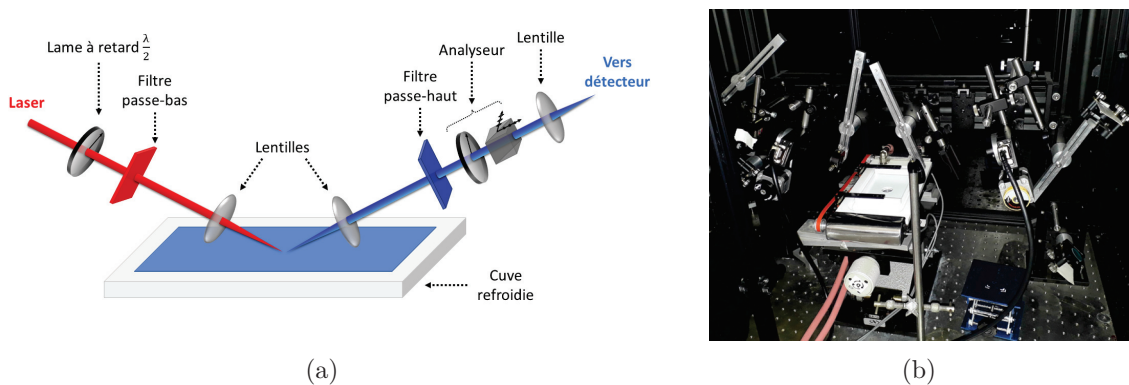 Lame à retard λ/2
Filtre
passe-bas
Laser
Lentilles
Filtre
passe-haut
Analyseur
Lentille
Vers
détecteur
Cuve
refroidie
(a)
(b)